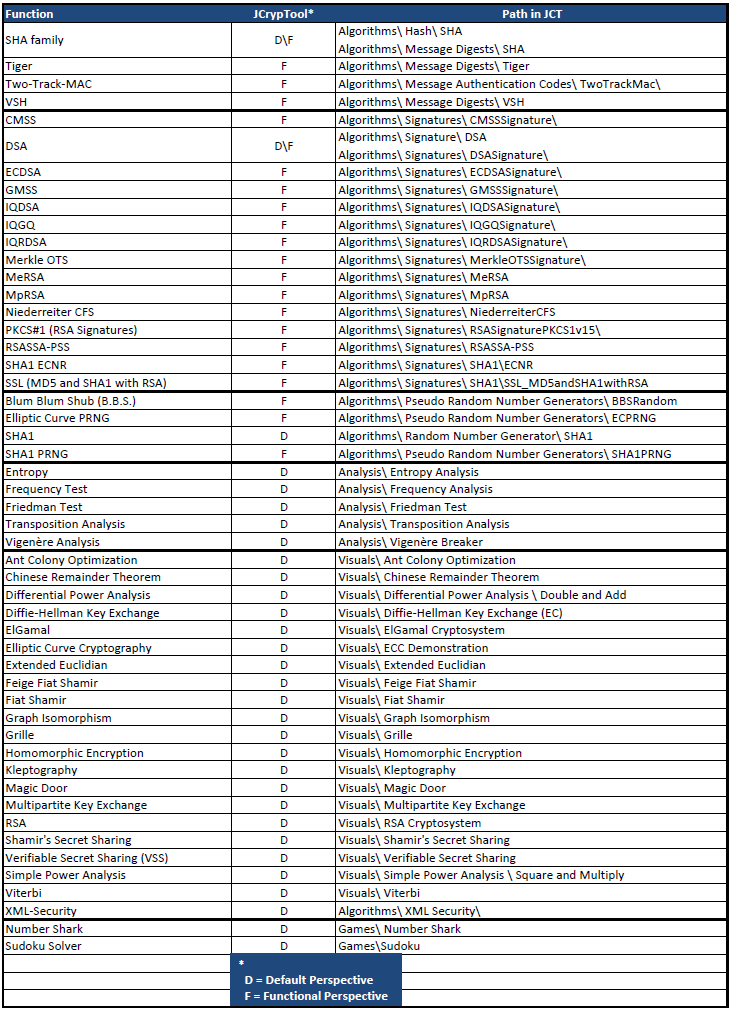 Function JCrypTool* Path in JCT
SHA family D\F Algorithms\ Hash\ SHA
Algorithms\ Message Digests\ SHA
Tiger F Algorithms\ Message Digests\ Tiger
Two-Track-MAC F Algorithms\ Message Authentication Codes\ TwoTrackMac\
VSH F Algorithms\ Message Digests\ VSH
CMSS F Algorithms\ Signatures\ CMSSSignature\
DSA D\F Algorithms\ Signature\ DSA
Algorithms\ Signatures\ DSASignature\
ECDSA F Algorithms\ Signatures\ ECDSASignature\
GMSS F Algorithms\ Signatures\ GMSSSignature\
IQDSA F Algorithms\ Signatures\ IQDSASignature\
IQGQ F Algorithms\ Signatures\ IQGQSignature\
IQRDSA F Algorithms\ Signatures\ IQRDSASignature\
Merkle OTS F Algorithms\ Signatures\ MerkleOTSSignature\
MeRSA F Algorithms\ Signatures\ MeRSA
MpRSA F Algorithms\ Signatures\ MpRSA
Niederreiter CFS F Algorithms\ Signatures\ NiederreiterCFS
PKCS#1 (RSA Signatures) F Algorithms\ Signatures\ RSASignaturePKCS1v15\
RSASSA-PSS F Algorithms\ Signatures\ RSASSA-PSS
SHA1 ECNR F Algorithms\ Signatures\ SHA1\ECNR
SSL (MD5 and SHA1 with RSA) F Algorithms\ Signatures\ SHA1\SSL_MD5andSHA1withRSA
Blum Blum Shub (B.B.S.) F Algorithms\ Pseudo Random Number Generators\ BBSRandom
Elliptic Curve PRNG F Algorithms\ Pseudo Random Number Generators\ ECPRNG
SHA1 D Algorithms\ Random Number Generator\ SHA1
SHA1 PRNG F Algorithms\ Pseudo Random Number Generators\ SHA1PRNG
Entropy D Analysis\ Entropy Analysis
Frequency Test D Analysis\ Frequency Analysis
Friedman Test D Analysis\ Friedman Test
Transposition Analysis D Analysis\ Transposition Analysis
Vigenère Analysis D Analysis\ Vigenère Breaker
Ant Colony Optimization D Visuals\ Ant Colony Optimization
Chinese Remainder Theorem D Visuals\ Chinese Remainder Theorem
Differential Power Analysis D Visuals\ Differential Power Analysis \ Double and Add
Diffie-Hellman Key Exchange D Visuals\ Diffie-Hellman Key Exchange (EC)
ElGamal D Visuals\ ElGamal Cryptosystem
Elliptic Curve Cryptography D Visuals\ ECC Demonstration
Extended Euclidian D Visuals\ Extended Euclidian
Feige Fiat Shamir D Visuals\ Feige Fiat Shamir
Fiat Shamir D Visuals\ Fiat Shamir
Graph Isomorphism D Visuals\ Graph Isomorphism
Grille D Visuals\ Grille
Homomorphic Encryption D Visuals\ Homomorphic Encryption
Kleptography D Visuals\ Kleptography
Magic Door D Visuals\ Magic Door
Multipartite Key Exchange D Visuals\ Multipartite Key Exchange
RSA D Visuals\ RSA Cryptosystem
Shamir's Secret Sharing D Visuals\ Shamir's Secret Sharing
Verifiable Secret Sharing (VSS) D Visuals\ Verifiable Secret Sharing
Simple Power Analysis D Visuals\ Simple Power Analysis \ Square and Multiply
Viterbi D Visuals\ Viterbi
XML-Security D Algorithms\ XML Security\
Number Shark D Games\ Number Shark
Sudoku Solver D Games\Sudoku
*
D = Default Perspective
F = Functional Perspective